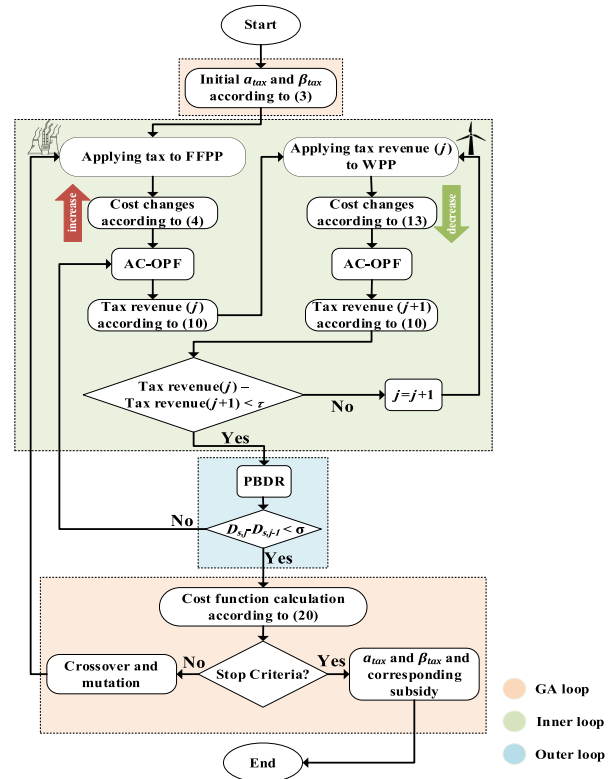 Start
Initial a_tax and β_tax
according to (3)
Applying tax to FFPP
Applying tax revenue (j)
to WPP
increase
Cost changes
according to (4)
Cost changes
according to (13)
decrease
AC-OPF
AC-OPF
Tax revenue (j)
according to (10)
Tax revenue (j+1)
according to (10)
Tax revenue(j) –
Tax revenue(j+1) < τ
No
j=j+1
Yes
PBDR
No
D_s,j-D_s,j-1 < σ
Yes
Cost function calculation
according to (20)
Crossover and
mutation
No
Stop Criteria?
Yes
a_tax and β_tax and
corresponding
subsidy
GA loop
Inner loop
Outer loop
End